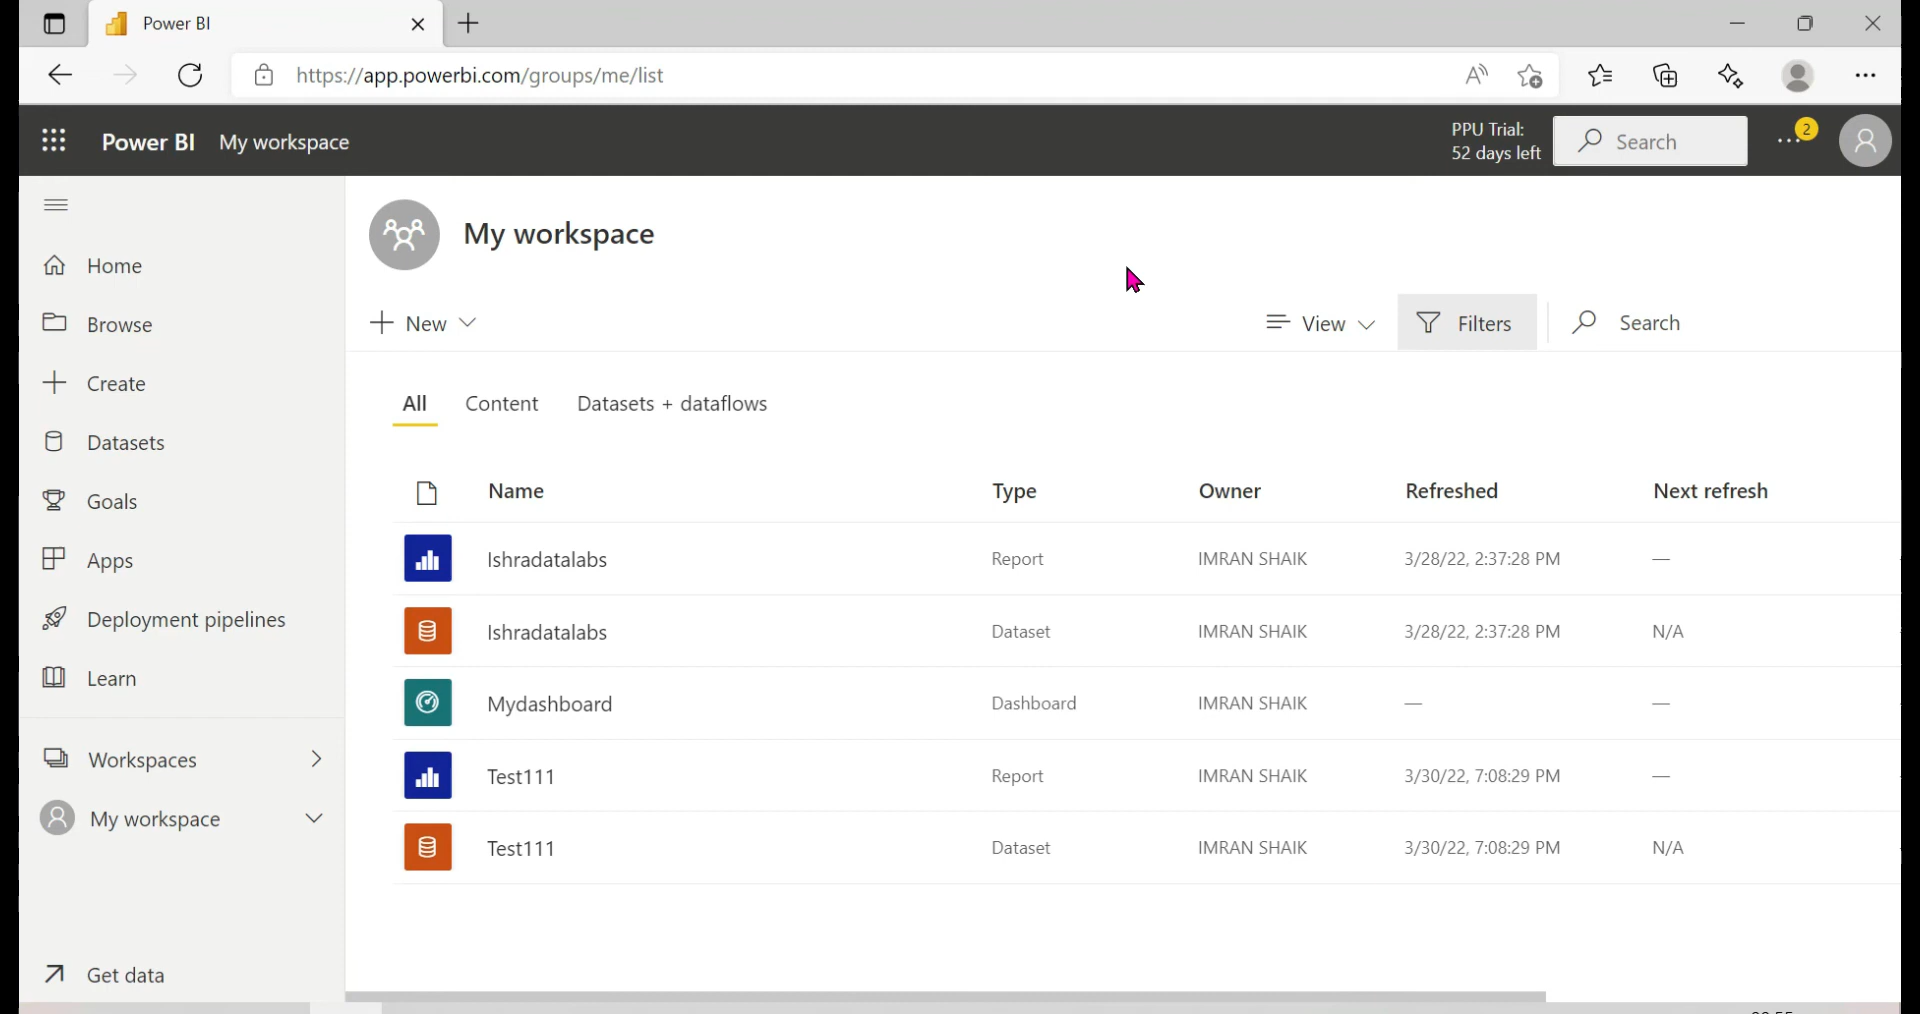 Power BI
https://app.powerbi.com/groups/me/list
Power BI My workspace
PPU Trial:
52 days left
Search
2
My workspace
New
View
Filters
Search
Home
Browse
Create
Datasets
Goals
Apps
Deployment pipelines
Learn
Workspaces
My workspace
Get data
All Content Datasets + dataflows
Name Type Owner Refreshed Next refresh
Ishradatalabs Report IMRAN SHAIK 3/28/22, 2:37:28 PM —
Ishradatalabs Dataset IMRAN SHAIK 3/28/22, 2:37:28 PM N/A
Mydashboard Dashboard IMRAN SHAIK — —
Test111 Report IMRAN SHAIK 3/30/22, 7:08:29 PM —
Test111 Dataset IMRAN SHAIK 3/30/22, 7:08:29 PM N/A